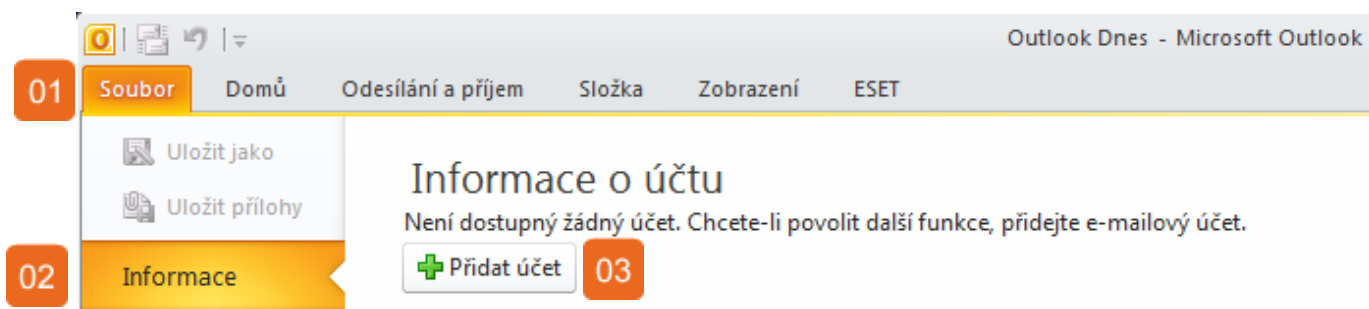 Outlook Dnes - Microsoft Outlook
01 Soubor Domů Odesílání a příjem Složka Zobrazení ESET
Uložit jako
Uložit přílohy
Informace o účtu
Není dostupný žádný účet. Chcete-li povolit další funkce, přidejte e-mailový účet.
02 Informace
Přidat účet 03